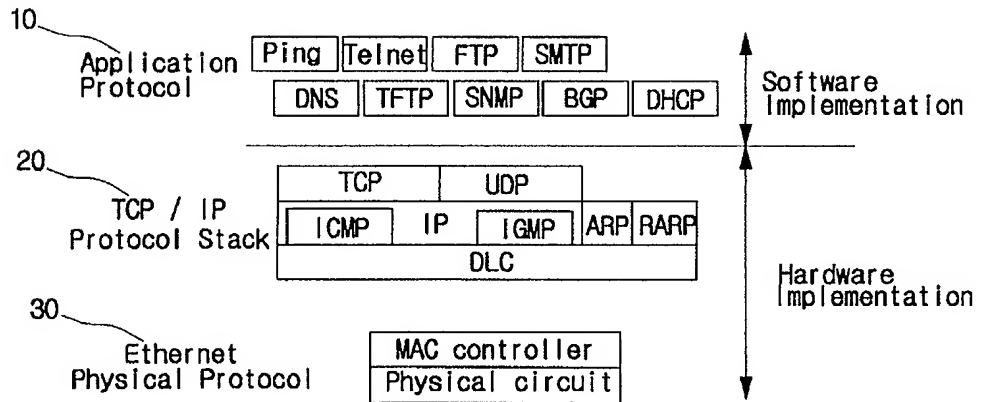 10
Application
Protocol
Ping Telnet FTP SMTP
DNS TFTP SNMP BGP DHCP
Software
Implementation
20
TCP / IP
Protocol Stack
TCP UDP
ICMP IP IGMP ARP RARP
DLC
Hardware
Implementation
30
Ethernet
Physical Protocol
MAC controller
Physical circuit